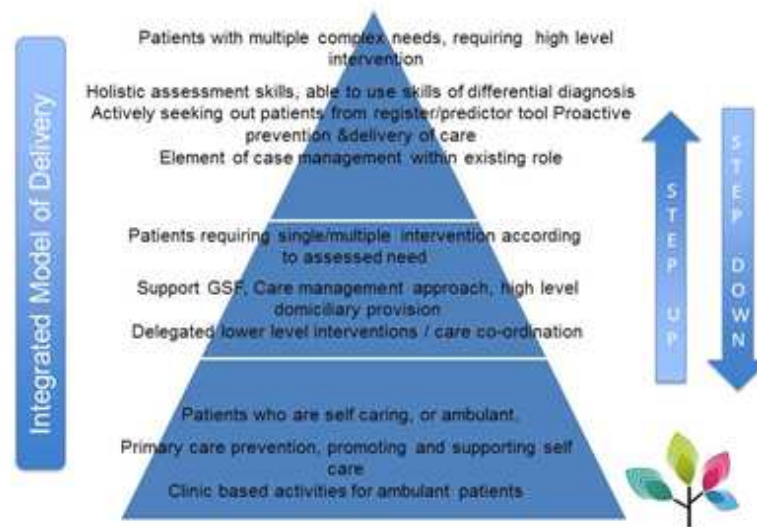 Integrated Model of Delivery
Patients with multiple complex needs, requiring high level
intervention
Holistic assessment skills, able to use skills of differential diagnosis
Actively seeking out patients from register/predictor tool Proactive
prevention &delivery of care
Element of case management within existing role
Patients requiring single/multiple intervention according
to assessed need
Support GSF, Care management approach, high level
domiciliary provision
Delegated lower level interventions / care co-ordination
Patients who are self caring, or ambulant,
Primary care prevention, promoting and supporting self
care
Clinic based activities for ambulant patients
STEP UP
STEP DOWN